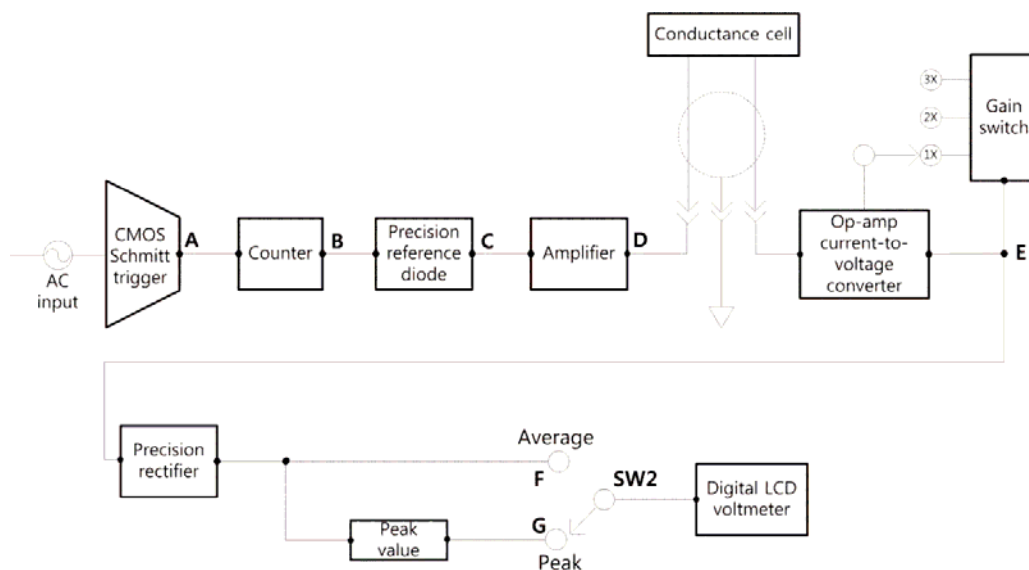 Conductance cell
3X
2X
1X
Gain
switch
CMOS
Schmitt
trigger
A
Counter
B
Precision
reference
diode
C
Amplifier
D
Op-amp
current-to-
voltage
converter
E
AC
input
Precision
rectifier
Average
F
SW2
Digital LCD
voltmeter
Peak
value
G
Peak